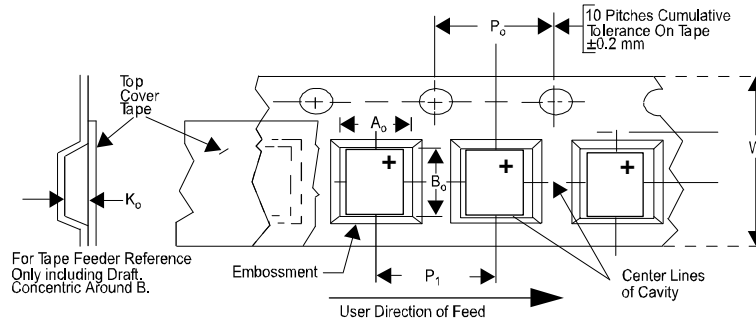 10 Pitches Cumulative
Tolerance On Tape
±0.2 mm
Po
Top
Cover
Tape
Ao
W
Bo
Ko
For Tape Feeder Reference
Only including Draft.
Concentric Around B.
Embossment
P1
Center Lines
of Cavity
User Direction of Feed